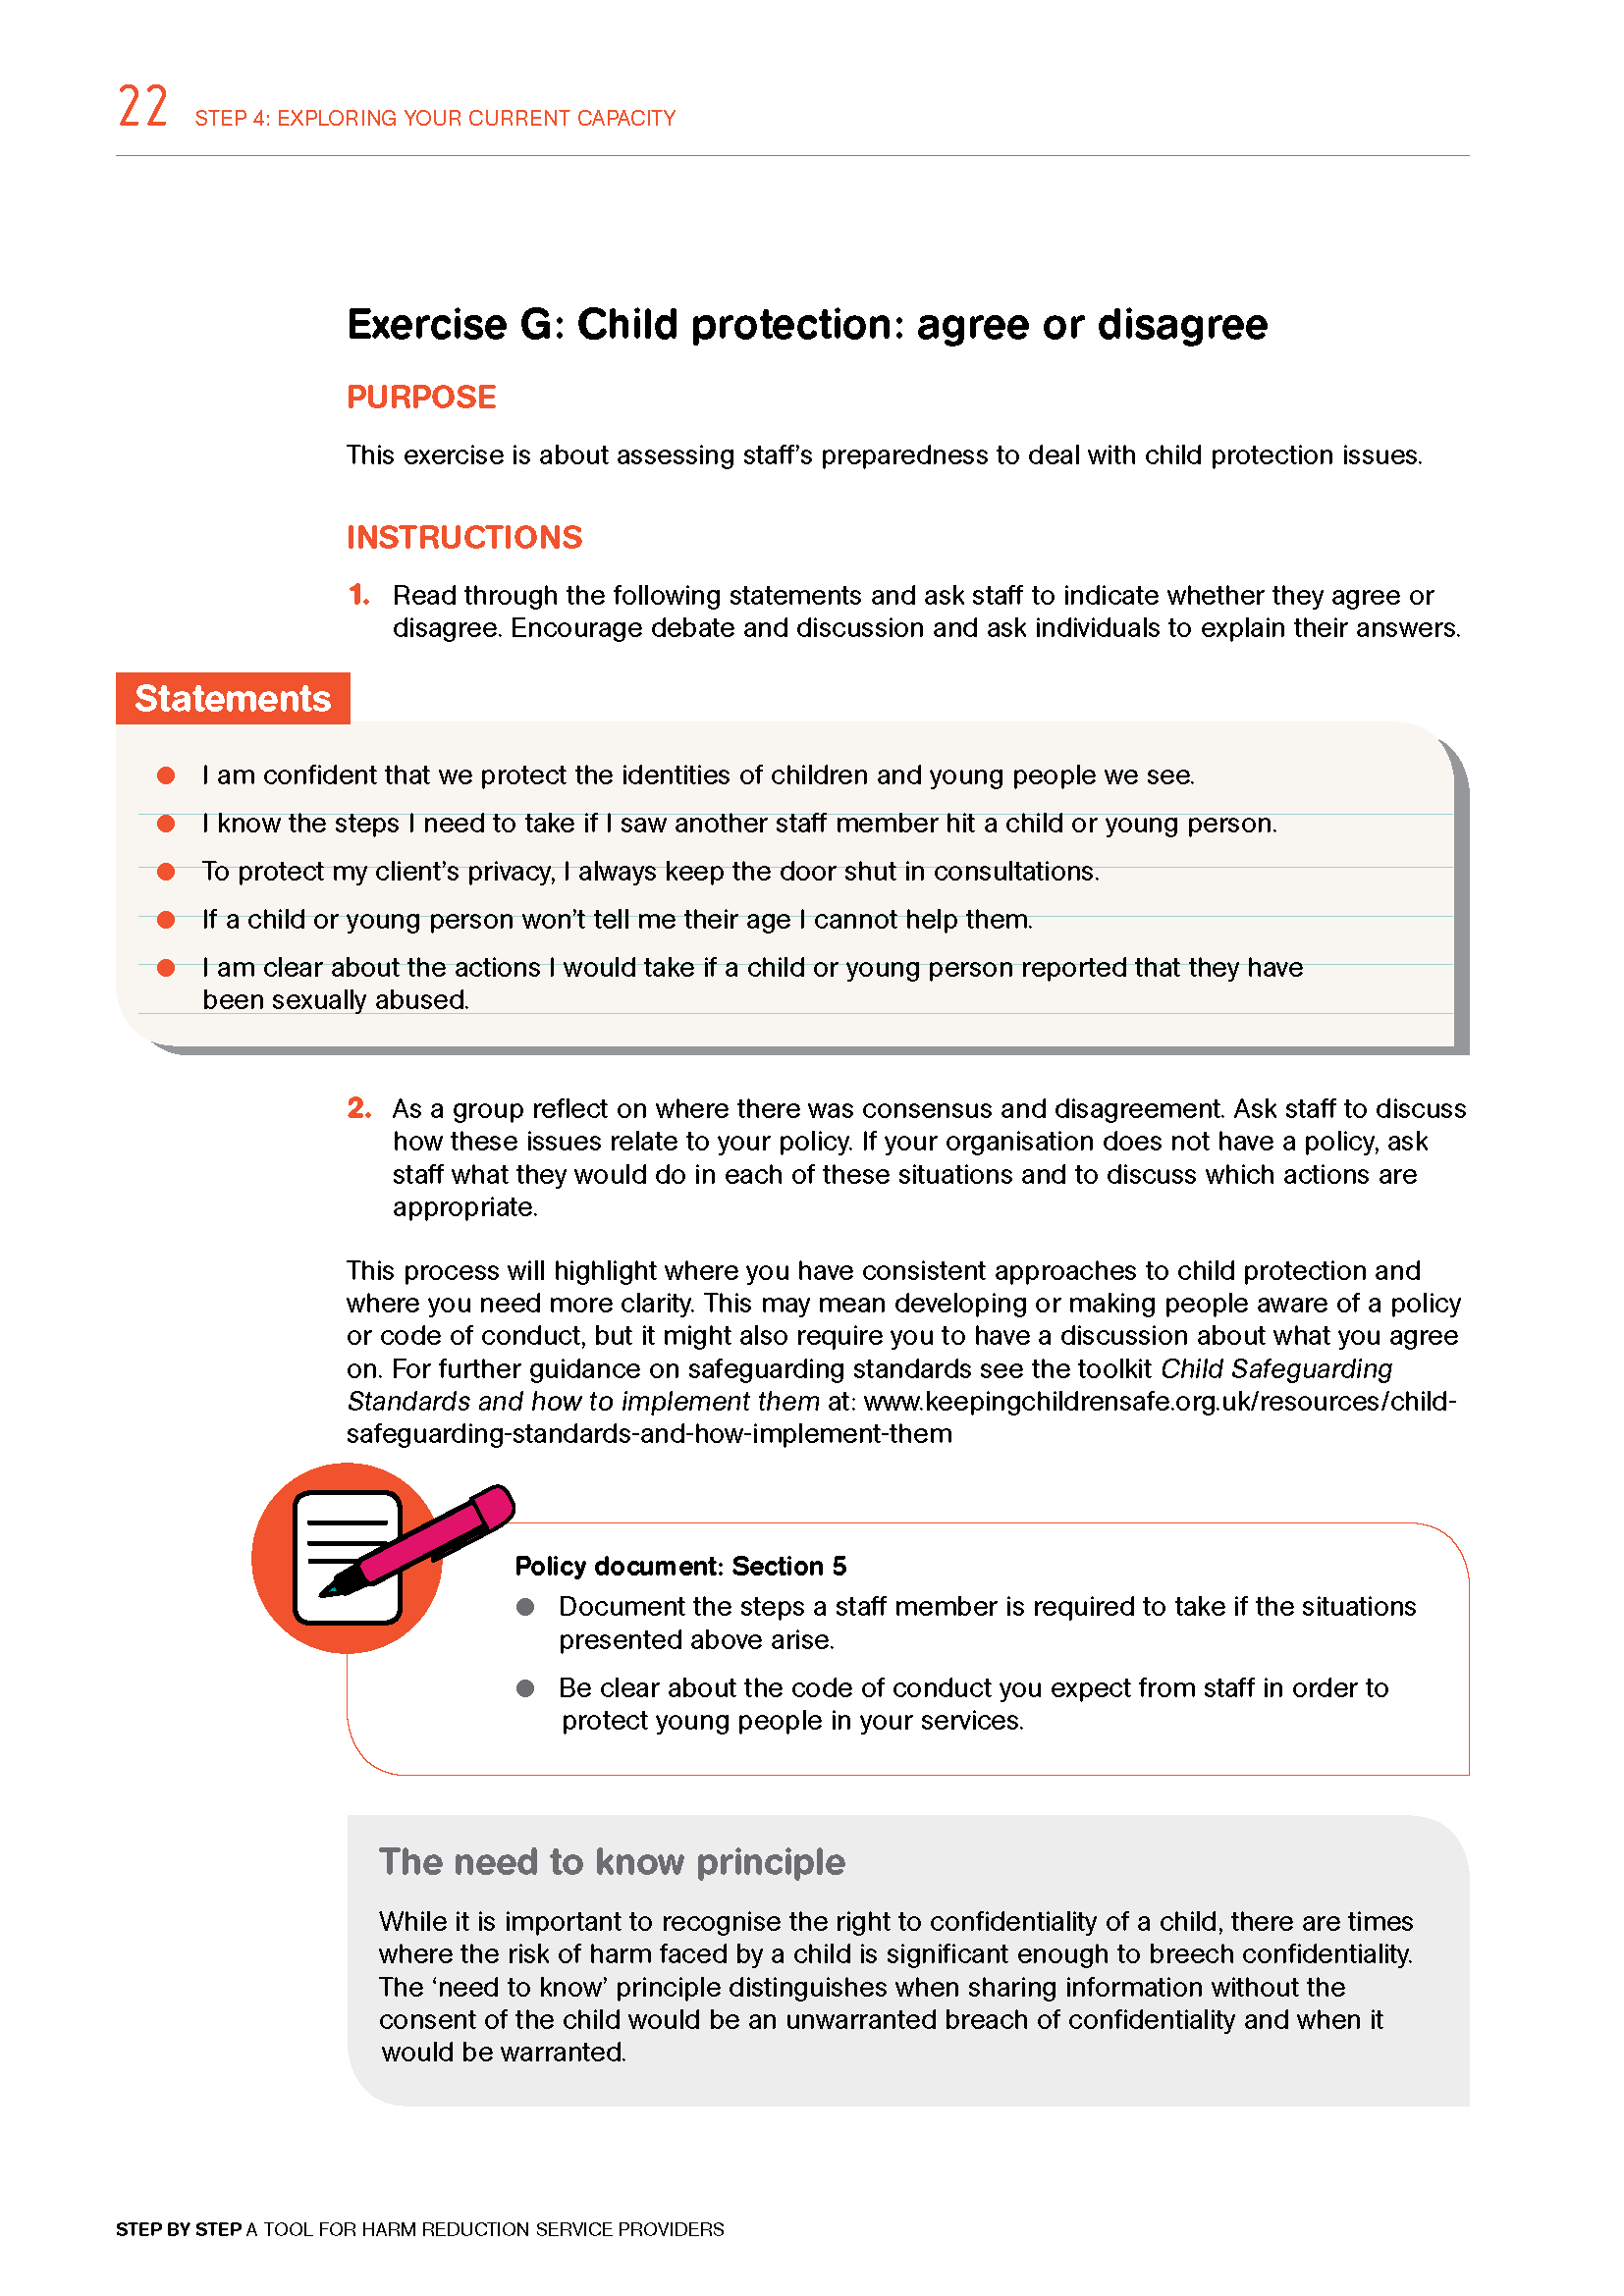 22 STEP 4: EXPLORING YOUR CURRENT CAPACITY
Exercise G: Child protection: agree or disagree
PURPOSE
This exercise is about assessing staff’s preparedness to deal with child protection issues.
INSTRUCTIONS
1. Read through the following statements and ask staff to indicate whether they agree or
disagree. Encourage debate and discussion and ask individuals to explain their answers.
Statements
● I am confident that we protect the identities of children and young people we see.
● I know the steps I need to take if I saw another staff member hit a child or young person.
● To protect my client’s privacy, I always keep the door shut in consultations.
● If a child or young person won’t tell me their age I cannot help them.
● I am clear about the actions I would take if a child or young person reported that they have
been sexually abused.
2. As a group reflect on where there was consensus and disagreement. Ask staff to discuss
how these issues relate to your policy. If your organisation does not have a policy, ask
staff what they would do in each of these situations and to discuss which actions are
appropriate.
This process will highlight where you have consistent approaches to child protection and
where you need more clarity. This may mean developing or making people aware of a policy
or code of conduct, but it might also require you to have a discussion about what you agree
on. For further guidance on safeguarding standards see the toolkit Child Safeguarding
Standards and how to implement them at: www.keepingchildrensafe.org.uk/resources/child-
safeguarding-standards-and-how-implement-them
Policy document: Section 5
● Document the steps a staff member is required to take if the situations
presented above arise.
● Be clear about the code of conduct you expect from staff in order to
protect young people in your services.
The need to know principle
While it is important to recognise the right to confidentiality of a child, there are times
where the risk of harm faced by a child is significant enough to breech confidentiality.
The ‘need to know’ principle distinguishes when sharing information without the
consent of the child would be an unwarranted breach of confidentiality and when it
would be warranted.
STEP BY STEP A TOOL FOR HARM REDUCTION SERVICE PROVIDERS